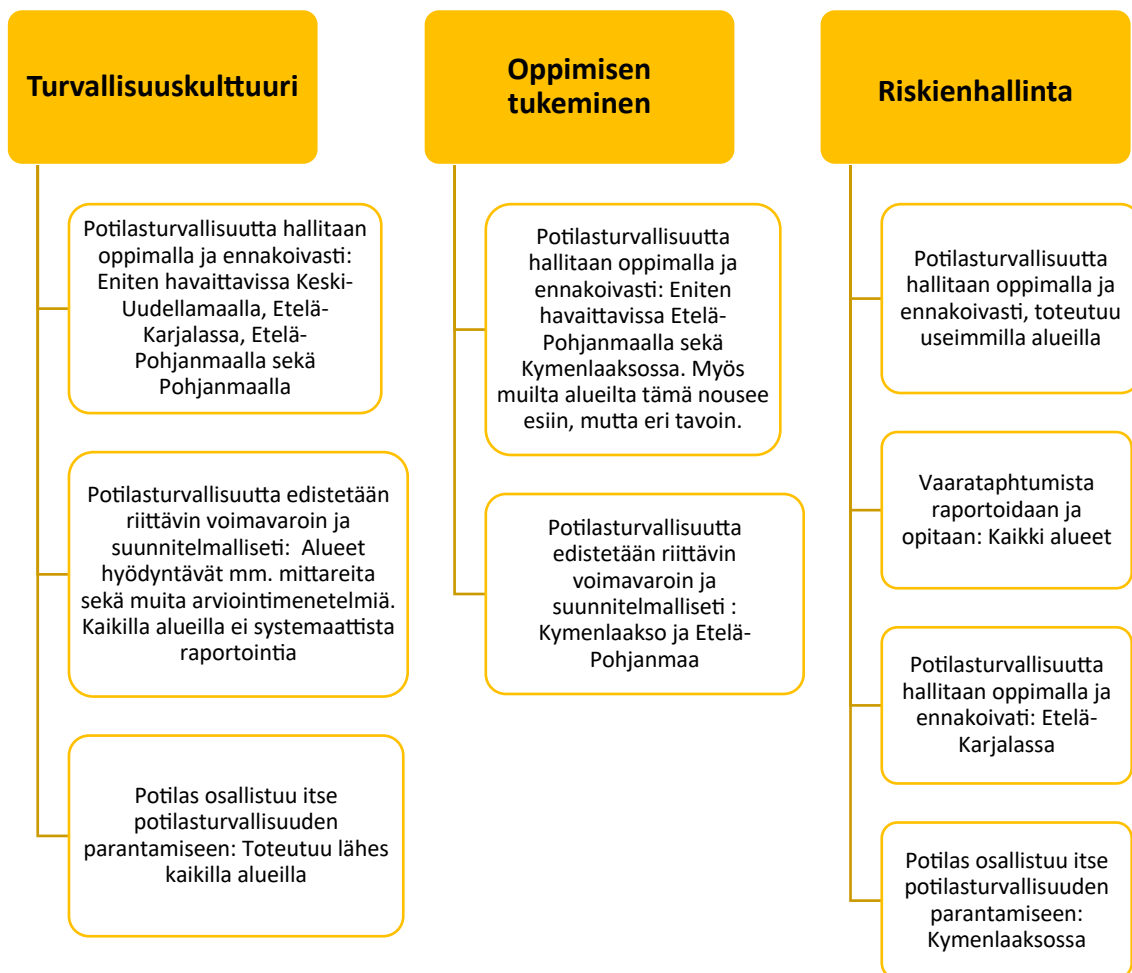 Turvallisuuskulttuuri
Potilasturvallisuutta hallitaan
oppimalla ja ennakoivasti:
Eniten havaittavissa Keski-
Uudellamaalla, Etelä-
Karjalassa, Etelä-
Pohjanmaalla sekä
Pohjanmaalla
Potilasturvallisuutta edistetään
riittävin voimavaroin ja
suunnitelmalliseti: Alueet
hyödyntävät mm. mittareita
sekä muita arviointimenetelmiä.
Kaikilla alueilla ei systemaattista
raportointia
Potilas osallistuu itse
potilasturvallisuuden
parantamiseen: Toteutuu lähes
kaikilla alueilla
Oppimisen
tukeminen
Potilasturvallisuutta
hallitaan oppimalla ja
ennakoivasti: Eniten
havaittavissa Etelä-
Pohjanmaalla sekä
Kymenlaaksossa. Myös
muilta alueilta tämä nousee
esiin, mutta eri tavoin.
Potilasturvallisuutta
edistetään riittävin
voimavaroin ja
suunnitelmalliseti :
Kymenlaakso ja Etelä-
Pohjanmaa
Riskienhallinta
Potilasturvallisuutta
hallitaan oppimalla ja
ennakoivasti, toteutuu
useimmilla alueilla
Vaarataphtumista
raportoidaan ja
opitaan: Kaikki alueet
Potilasturvallisuutta
hallitaan oppimalla ja
ennakoivati: Etelä-
Karjalassa
Potilas osallistuu itse
potilasturvallisuuden
parantamiseen:
Kymenlaaksossa